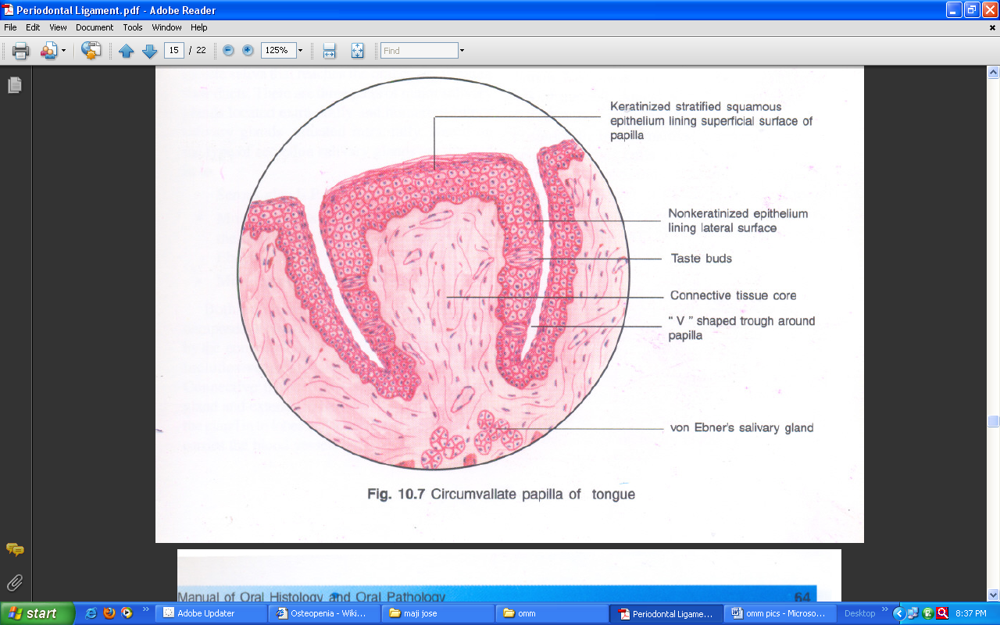 Periodontal Ligament.pdf - Adobe Reader
File Edit View Document Tools Window Help
15 / 22 125% Find
Keratinized stratified squamous
epithelium lining superficial surface of
papilla
Nonkeratinized epithelium
lining lateral surface
Taste buds
Connective tissue core
“ V ” shaped trough around
papilla
von Ebner's salivary gland
Fig. 10.7 Circumvallate papilla of tongue
Manual of Oral Histology and Oral Pathology 64
start Adobe Updater Osteopenia - Wiki... maji jose omm Periodontal Ligame... omm pics - Microso... Desktop 8:37 PM